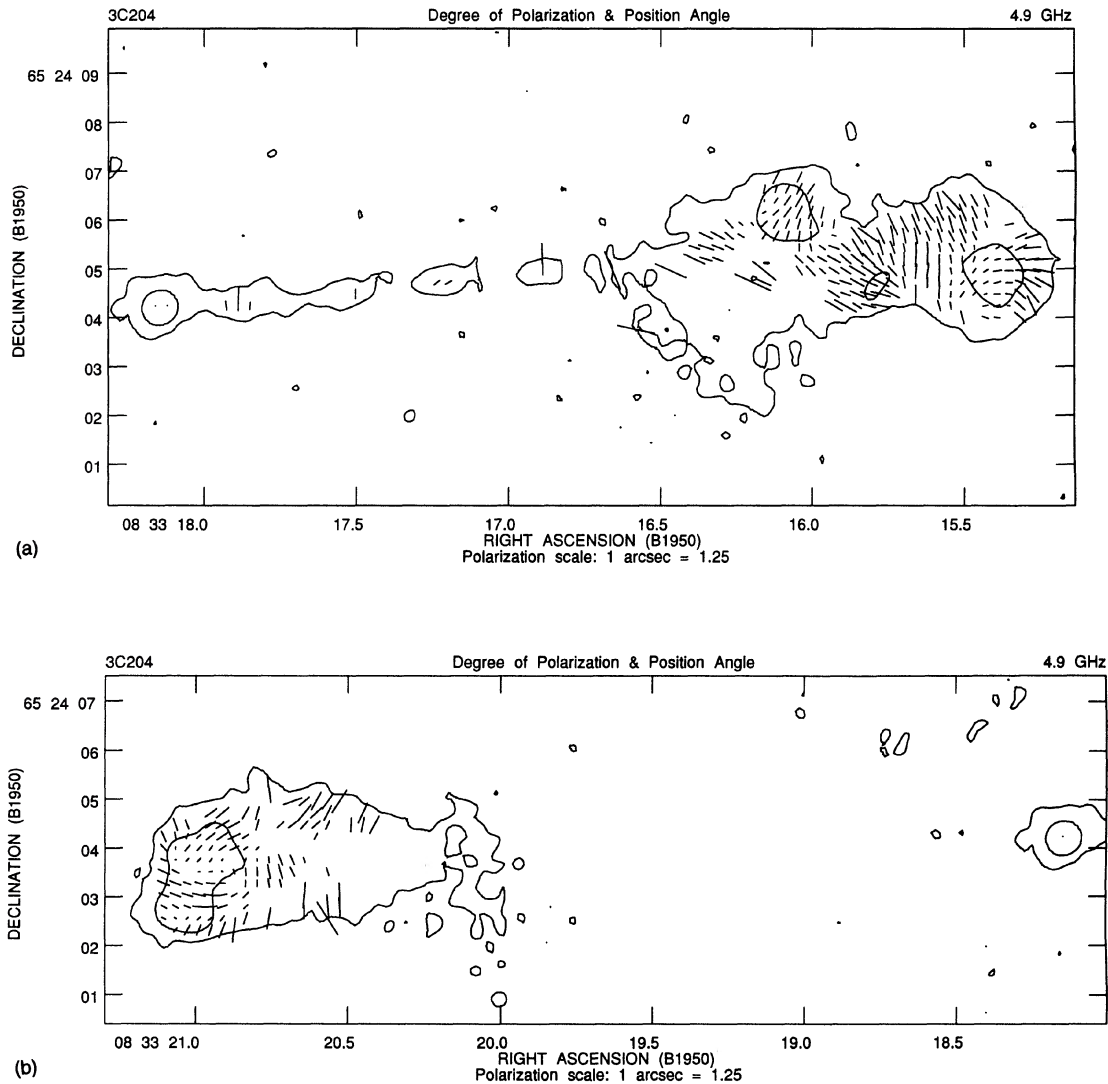 3C204 Degree of Polarization & Position Angle 4.9 GHz
65 24 09
08
07
06
05
04
03
02
01
DECLINATION (B1950)
08 33 18.0 17.5 17.0 16.5 16.0 15.5
RIGHT ASCENSION (B1950)
Polarization scale: 1 arcsec = 1.25
(a)
3C204 Degree of Polarization & Position Angle 4.9 GHz
65 24 07
06
05
04
03
02
01
DECLINATION (B1950)
08 33 21.0 20.5 20.0 19.5 19.0 18.5
RIGHT ASCENSION (B1950)
Polarization scale: 1 arcsec = 1.25
(b)